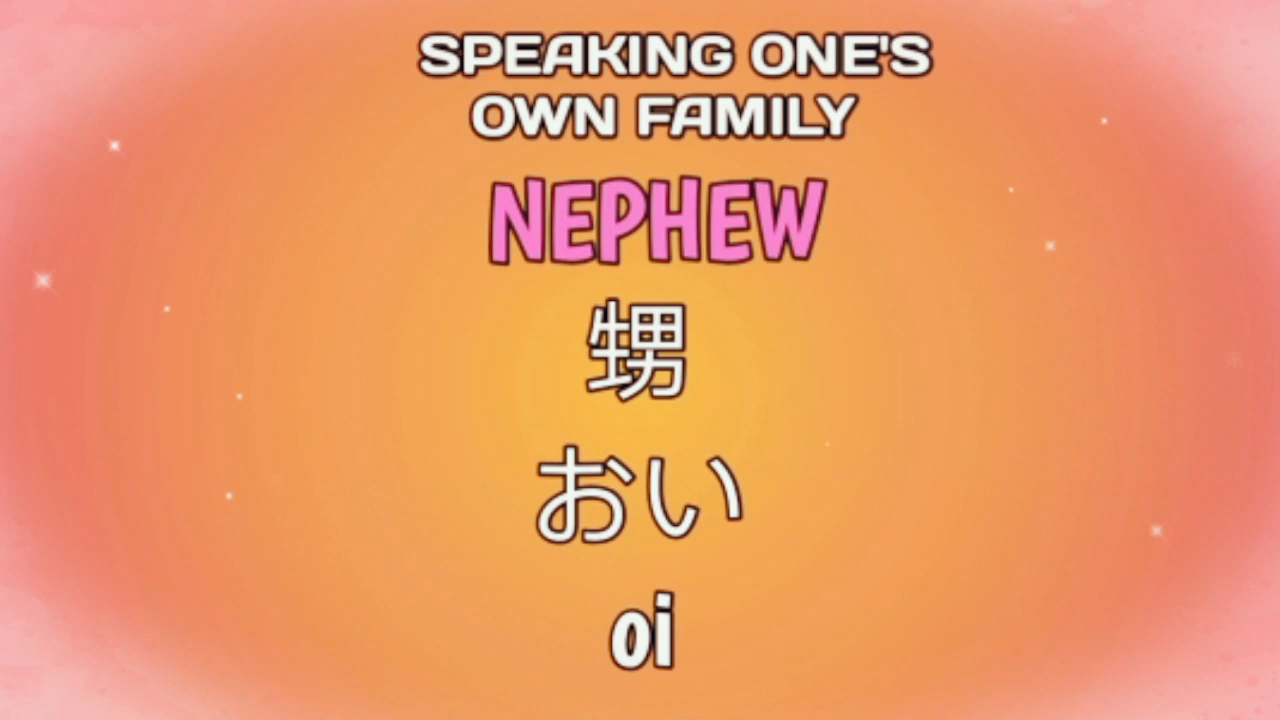 SPEAKING ONE'S
OWN FAMILY
NEPHEW
甥
おい
oi